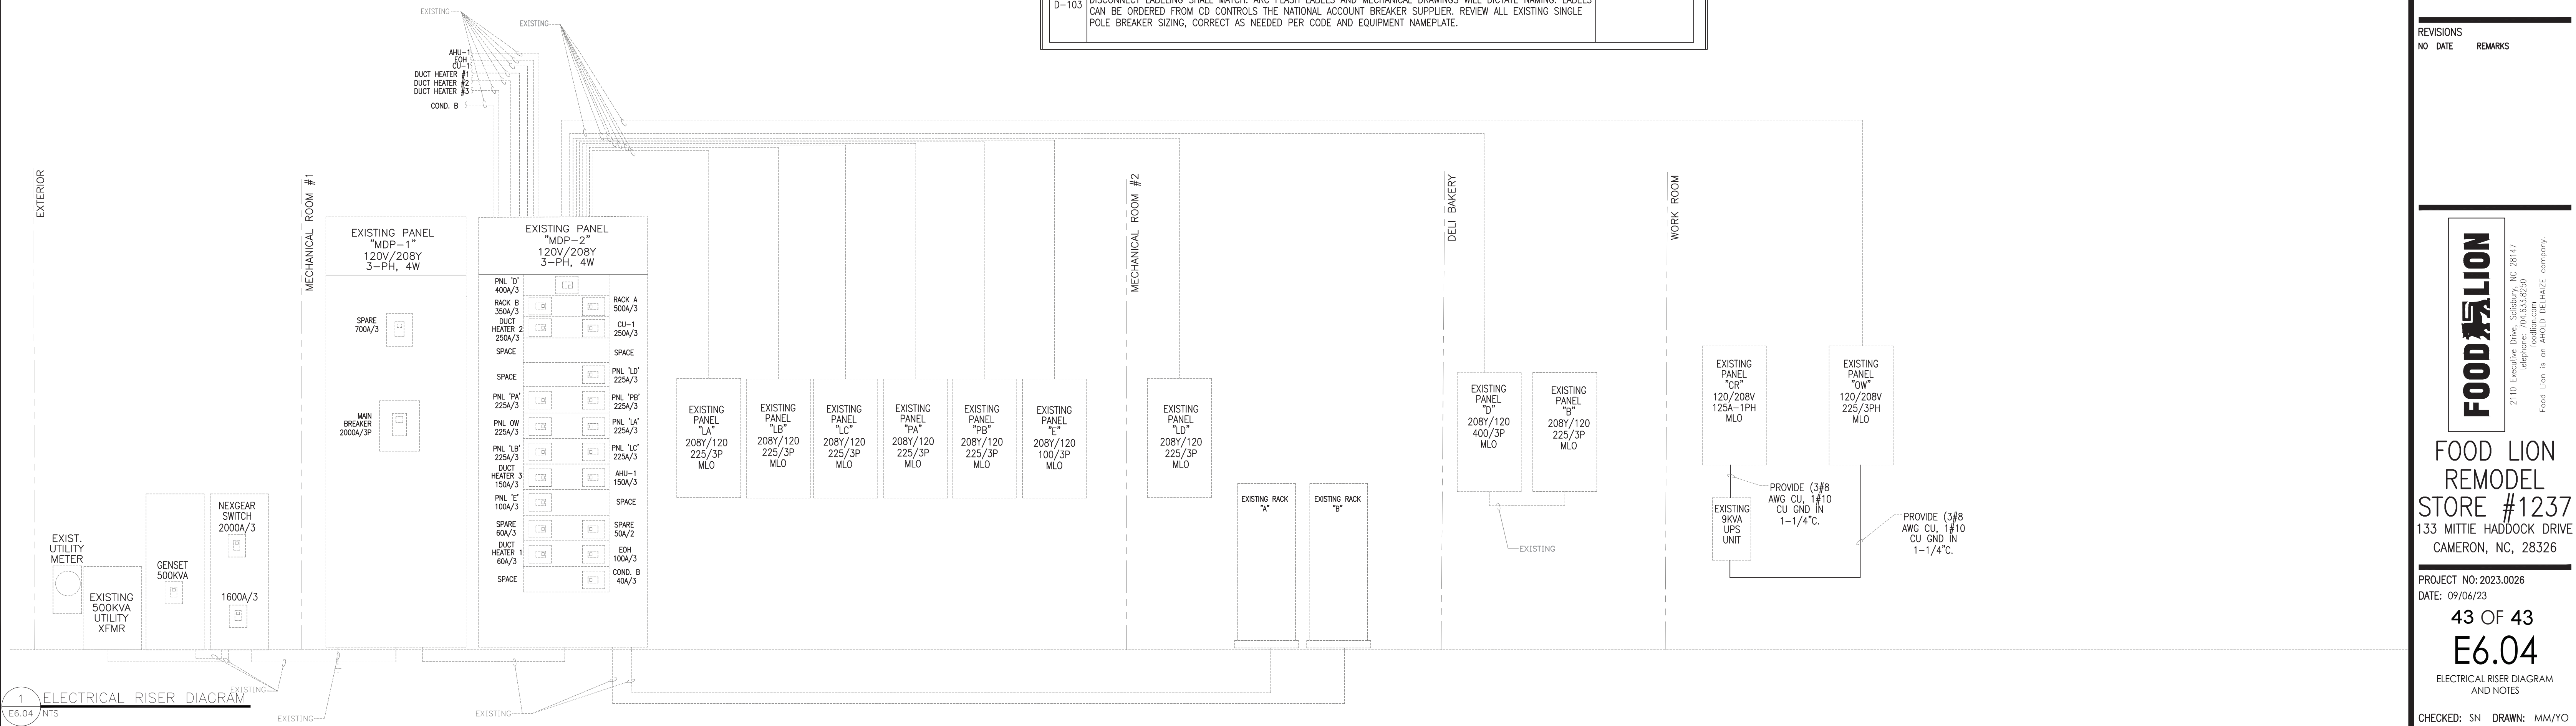 D-103
DISCONNECT LABELING SHALL MATCH. ARC FLASH LABELS AND MECHANICAL DRAWINGS WILL DICTATE NAMING. LABELS
CAN BE ORDERED FROM CD CONTROLS THE NATIONAL ACCOUNT BREAKER SUPPLIER. REVIEW ALL EXISTING SINGLE
POLE BREAKER SIZING, CORRECT AS NEEDED PER CODE AND EQUIPMENT NAMEPLATE.
EXISTING
EXISTING
AHU-1
EOH
CU-1
DUCT HEATER #1
DUCT HEATER #2
DUCT HEATER #3
COND. B
EXTERIOR
MECHANICAL ROOM #1
MECHANICAL ROOM #2
DELI BAKERY
WORK ROOM
EXIST.
UTILITY
METER
EXISTING
500KVA
UTILITY
XFMR
GENSET
500KVA
NEXGEAR
SWITCH
2000A/3
1600A/3
EXISTING PANEL
"MDP-1"
120V/208Y
3-PH, 4W
SPARE
700A/3
MAIN
BREAKER
2000A/3P
EXISTING PANEL
"MDP-2"
120V/208Y
3-PH, 4W
PNL 'D'
400A/3
RACK B
350A/3
RACK A
500A/3
DUCT
HEATER 2
250A/3
CU-1
250A/3
SPACE
SPACE
SPACE
PNL 'LD'
225A/3
PNL 'PA'
225A/3
PNL 'PB'
225A/3
PNL OW
225A/3
PNL 'LA'
225A/3
PNL 'LB'
225A/3
PNL 'LC'
225A/3
DUCT
HEATER 3
150A/3
AHU-1
150A/3
PNL 'E'
100A/3
SPACE
SPARE
60A/3
SPARE
50A/2
DUCT
HEATER 1
60A/3
EOH
100A/3
SPACE
COND. B
40A/3
EXISTING
PANEL
"LA"
208Y/120
225/3P
MLO
EXISTING
PANEL
"LB"
208Y/120
225/3P
MLO
EXISTING
PANEL
"LC"
208Y/120
225/3P
MLO
EXISTING
PANEL
"PA"
208Y/120
225/3P
MLO
EXISTING
PANEL
"PB"
208Y/120
225/3P
MLO
EXISTING
PANEL
"E"
208Y/120
100/3P
MLO
EXISTING
PANEL
"LD"
208Y/120
225/3P
MLO
EXISTING RACK
"A"
EXISTING RACK
"B"
EXISTING
PANEL
"D"
208Y/120
400/3P
MLO
EXISTING
PANEL
"B"
208Y/120
225/3P
MLO
EXISTING
EXISTING
PANEL
"CR"
120/208V
125A-1PH
MLO
EXISTING
PANEL
"OW"
120/208V
225/3PH
MLO
PROVIDE (3#8
AWG CU, 1#10
CU GND IN
1-1/4"C.
EXISTING
9KVA
UPS
UNIT
PROVIDE (3#8
AWG CU, 1#10
CU GND IN
1-1/4"C.
EXISTING
EXISTING
EXISTING
1
E6.04
ELECTRICAL RISER DIAGRAM
NTS
REVISIONS
NO DATE REMARKS
FOOD LION
2110 Executive Drive, Salisbury, NC 28147
telephone: 704.633.8250
foodlion.com
Food Lion is an AHOLD DELHAIZE company.
FOOD LION
REMODEL
STORE #1237
133 MITTIE HADDOCK DRIVE
CAMERON, NC, 28326
PROJECT NO: 2023.0026
DATE: 09/06/23
43 OF 43
E6.04
ELECTRICAL RISER DIAGRAM
AND NOTES
CHECKED: SN DRAWN: MM/YO